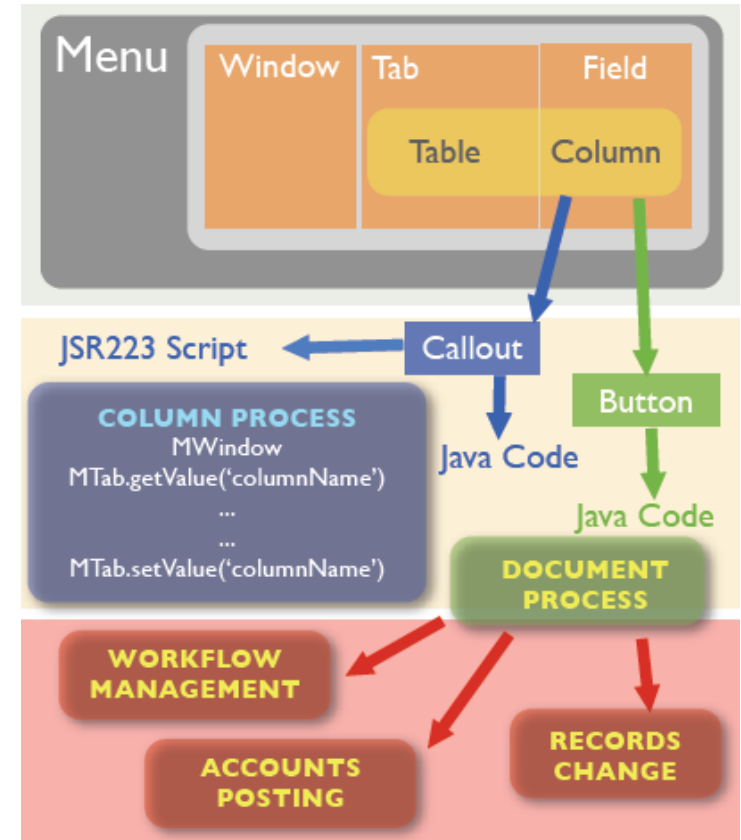 Menu
Window
Tab
Field
Table
Column
JSR223 Script
Callout
Button
COLUMN PROCESS
MWindow
MTab.getValue(‘columnName’)
...
...
MTab.setValue(‘columnName’)
Java Code
Java Code
DOCUMENT
PROCESS
WORKFLOW
MANAGEMENT
ACCOUNTS
POSTING
RECORDS
CHANGE